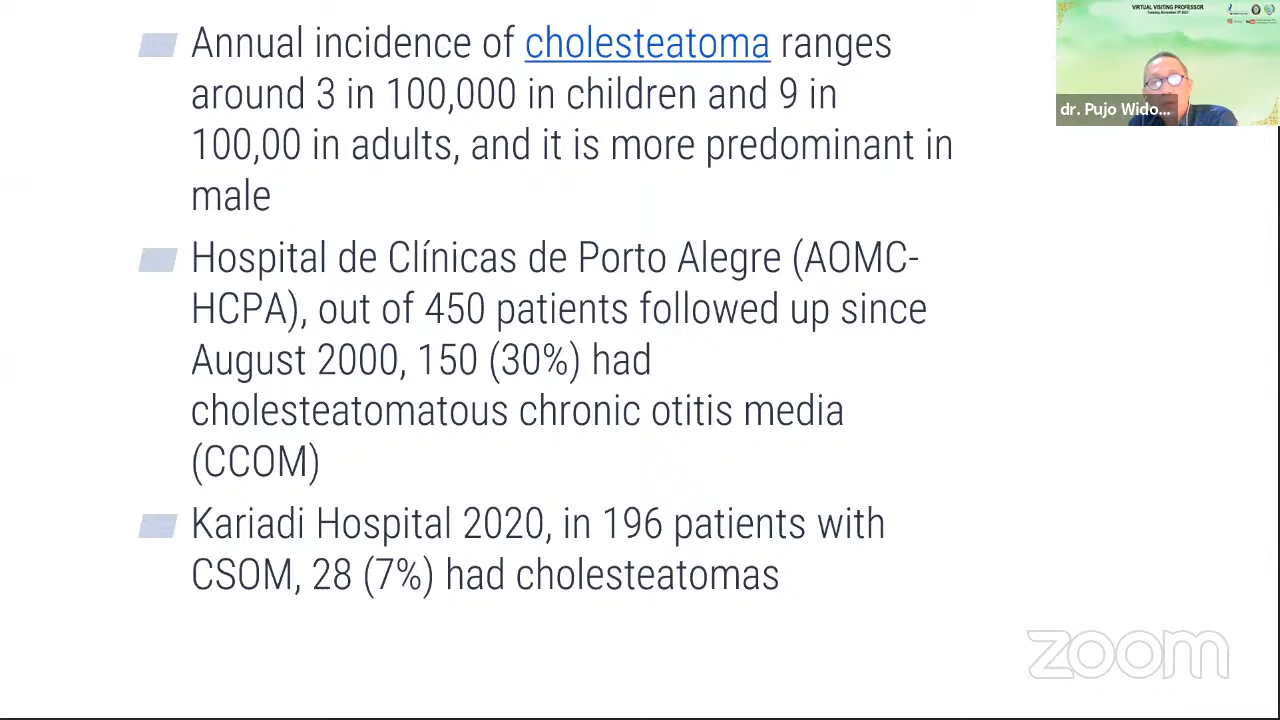 Annual incidence of cholesteatoma ranges
around 3 in 100,000 in children and 9 in
100,00 in adults, and it is more predominant in
male
Hospital de Clínicas de Porto Alegre (AOMC-
HCPA), out of 450 patients followed up since
August 2000, 150 (30%) had
cholesteatomatous chronic otitis media
(CCOM)
Kariadi Hospital 2020, in 196 patients with
CSOM, 28 (7%) had cholesteatomas
VIRTUAL VISITING PROFESSOR
dr. Pujo Wido...
zoom